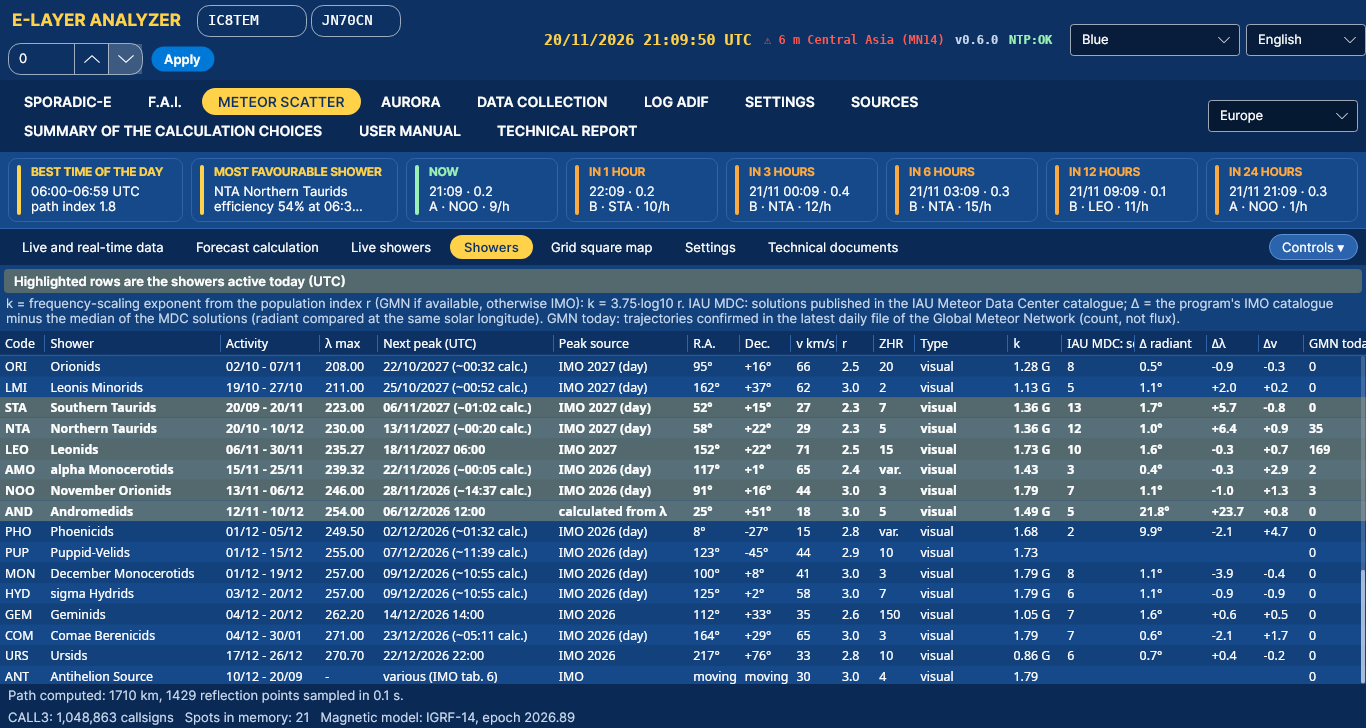 E-LAYER ANALYZER IC8TEM JN70CN
20/11/2026 21:09:50 UTC ⚠ 6 m Central Asia (MN14) v0.6.0 NTP:OK Blue English
0 Apply
SPORADIC-E F.A.I. METEOR SCATTER AURORA DATA COLLECTION LOG ADIF SETTINGS SOURCES
SUMMARY OF THE CALCULATION CHOICES USER MANUAL TECHNICAL REPORT
Europe
BEST TIME OF THE DAY
06:00-06:59 UTC
path index 1.8
MOST FAVOURABLE SHOWER
NTA Northern Taurids
efficiency 54% at 06:3...
NOW
21:09 · 0.2
A · NOO · 9/h
IN 1 HOUR
22:09 · 0.2
B · STA · 10/h
IN 3 HOURS
21/11 00:09 · 0.4
B · NTA · 12/h
IN 6 HOURS
21/11 03:09 · 0.3
B · NTA · 15/h
IN 12 HOURS
21/11 09:09 · 0.1
B · LEO · 11/h
IN 24 HOURS
21/11 21:09 · 0.3
A · NOO · 1/h
Live and real-time data Forecast calculation Live showers Showers Grid square map Settings Technical documents Controls ▾
Highlighted rows are the showers active today (UTC)
k = frequency-scaling exponent from the population index r (GMN if available, otherwise IMO): k = 3.75·log10 r. IAU MDC: solutions published in the IAU Meteor Data Center catalogue; Δ = the program's IMO catalogue
minus the median of the MDC solutions (radiant compared at the same solar longitude). GMN today: trajectories confirmed in the latest daily file of the Global Meteor Network (count, not flux).
Code Shower Activity λ max Next peak (UTC) Peak source R.A. Dec. v km/s r ZHR Type k IAU MDC: s Δ radiant Δλ Δv GMN toda
ORI Orionids 02/10 - 07/11 208.00 22/10/2027 (~00:32 calc.) IMO 2027 (day) 95° +16° 66 2.5 20 visual 1.28 G 8 0.5° -0.9 -0.3 0
LMI Leonis Minorids 19/10 - 27/10 211.00 25/10/2027 (~00:52 calc.) IMO 2027 (day) 162° +37° 62 3.0 2 visual 1.13 G 5 1.1° +2.0 +0.2 0
STA Southern Taurids 20/09 - 20/11 223.00 06/11/2027 (~01:02 calc.) IMO 2027 (day) 52° +15° 27 2.3 7 visual 1.36 G 13 1.7° +5.7 -0.8 0
NTA Northern Taurids 20/10 - 10/12 230.00 13/11/2027 (~00:20 calc.) IMO 2027 (day) 58° +22° 29 2.3 5 visual 1.36 G 12 1.0° +6.4 +0.9 35
LEO Leonids 06/11 - 30/11 235.27 18/11/2027 06:00 IMO 2027 152° +22° 71 2.5 15 visual 1.73 G 10 1.6° -0.3 +0.7 169
AMO alpha Monocerotids 15/11 - 25/11 239.32 22/11/2026 (~00:05 calc.) IMO 2026 (day) 117° +1° 65 2.4 var. visual 1.43 3 0.4° -0.3 +2.9 2
NOO November Orionids 13/11 - 06/12 246.00 28/11/2026 (~14:37 calc.) IMO 2026 (day) 91° +16° 44 3.0 3 visual 1.79 7 1.1° -1.0 +1.3 3
AND Andromedids 12/11 - 10/12 254.00 06/12/2026 12:00 calculated from λ 25° +51° 18 3.0 5 visual 1.49 G 5 21.8° +23.7 +0.8 0
PHO Phoenicids 01/12 - 05/12 249.50 02/12/2026 (~01:32 calc.) IMO 2026 (day) 8° -27° 15 2.8 var. visual 1.68 2 9.9° -2.1 +4.7 0
PUP Puppid-Velids 01/12 - 15/12 255.00 07/12/2026 (~11:39 calc.) IMO 2026 (day) 123° -45° 44 2.9 10 visual 1.73 0
MON December Monocerotids 01/12 - 19/12 257.00 09/12/2026 (~10:55 calc.) IMO 2026 (day) 100° +8° 41 3.0 3 visual 1.79 G 8 1.1° -3.9 -0.4 0
HYD sigma Hydrids 03/12 - 20/12 257.00 09/12/2026 (~10:55 calc.) IMO 2026 (day) 125° +2° 58 3.0 7 visual 1.79 G 6 1.1° -0.9 -0.9 0
GEM Geminids 04/12 - 20/12 262.20 14/12/2026 14:00 IMO 2026 112° +33° 35 2.6 150 visual 1.05 G 7 1.6° +0.6 +0.5 0
COM Comae Berenicids 04/12 - 30/01 271.00 23/12/2026 (~05:11 calc.) IMO 2026 (day) 164° +29° 65 3.0 3 visual 1.79 7 0.6° -2.1 +1.7 0
URS Ursids 17/12 - 26/12 270.70 22/12/2026 22:00 IMO 2026 217° +76° 33 2.8 10 visual 0.86 G 6 0.7° +0.4 -0.2 0
ANT Antihelion Source 10/12 - 20/09 - various (IMO tab. 6) IMO moving moving 30 3.0 4 visual 1.79 0
Path computed: 1710 km, 1429 reflection points sampled in 0.1 s.
CALL3: 1,048,863 callsigns Spots in memory: 21 Magnetic model: IGRF-14, epoch 2026.89